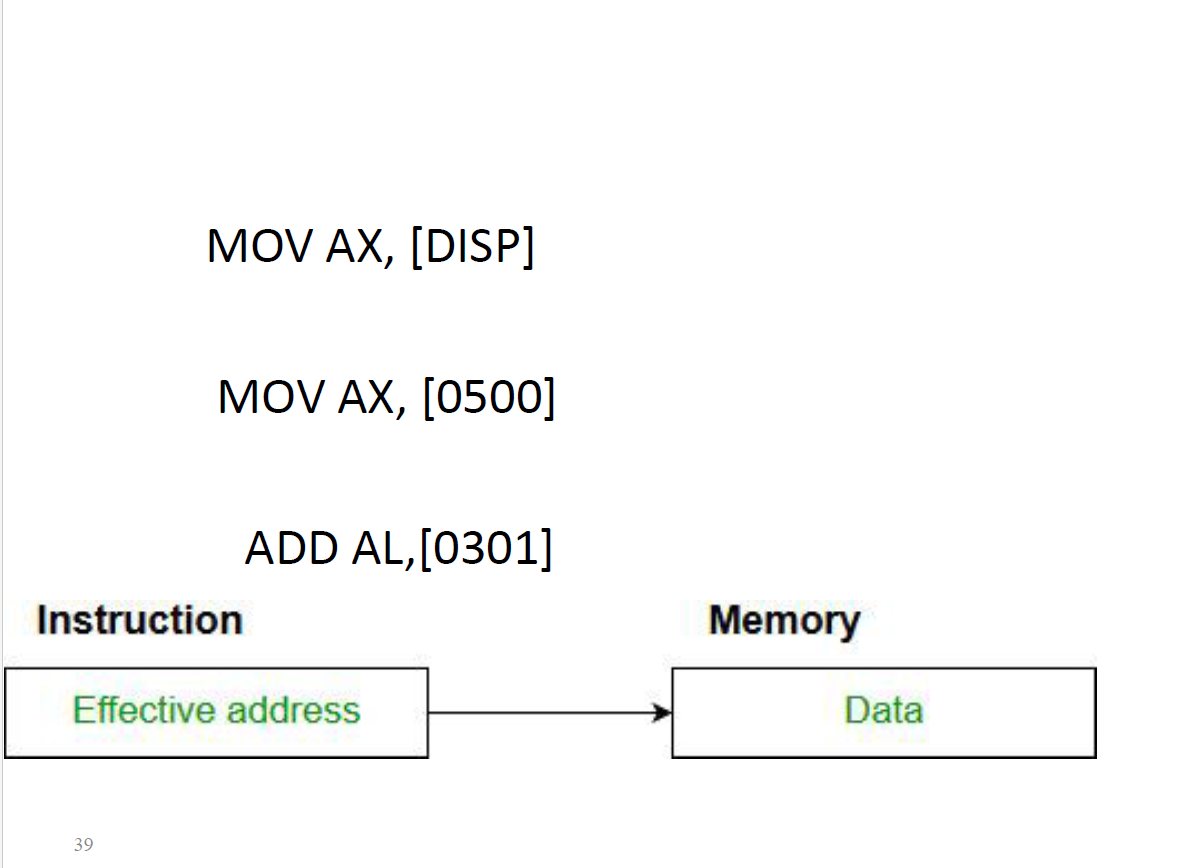 MOV AX, [DISP]
MOV AX, [0500]
ADD AL,[0301]
Instruction
Memory
Effective address
Data
39